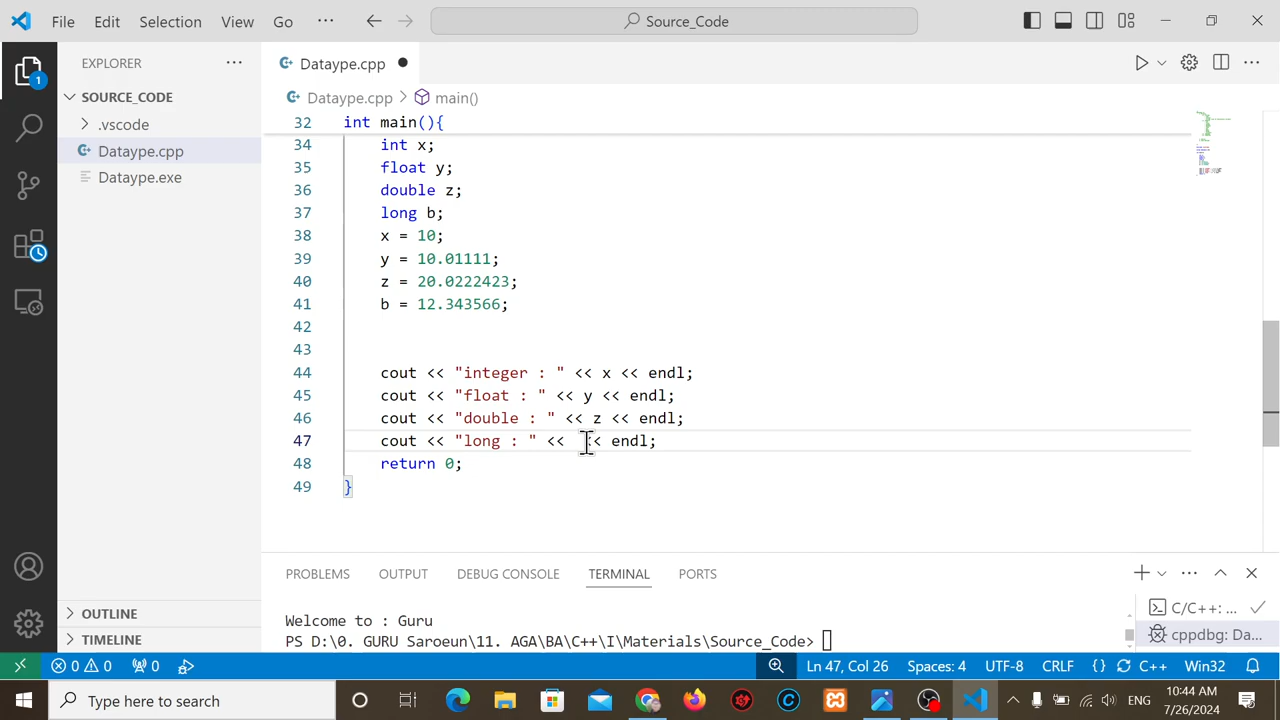 File Edit Selection View Go ··· Source_Code
EXPLORER ···
SOURCE_CODE
.vscode
Dataype.cpp
Dataype.exe
OUTLINE
TIMELINE
Dataype.cpp
Dataype.cpp > main()
32 int main(){
34 int x;
35 float y;
36 double z;
37 long b;
38 x = 10;
39 y = 10.01111;
40 z = 20.0222423;
41 b = 12.343566;
42
43
44 cout << "integer : " << x << endl;
45 cout << "float : " << y << endl;
46 cout << "double : " << z << endl;
47 cout << "long : " << << endl;
48 return 0;
49 }
PROBLEMS OUTPUT DEBUG CONSOLE TERMINAL PORTS
Welcome to : Guru
PS D:\0. GURU Saroeun\11. AGA\BA\C++\I\Materials\Source_Code>
C/C++: ...
cppdbg: Da...
0 0 0 Ln 47, Col 26 Spaces: 4 UTF-8 CRLF {} C++ Win32
Type here to search
ENG
10:44 AM
7/26/2024
1